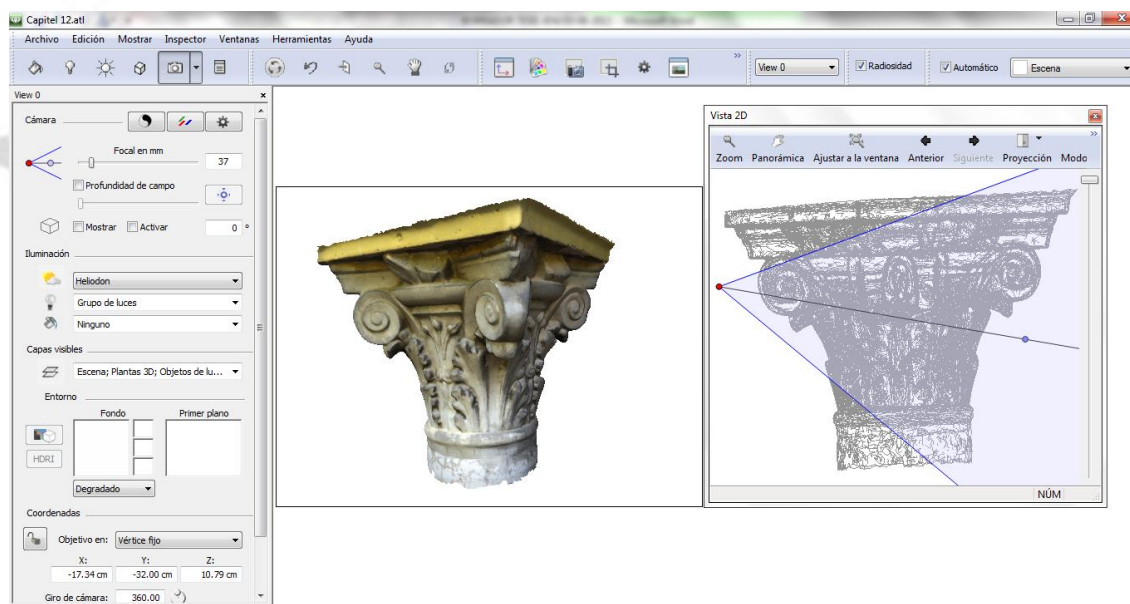 Capitel 12.atl
Archivo Edición Mostrar Inspector Ventanas Herramientas Ayuda
View 0
Radiosidad
Automático
Escena
View 0
Cámara
Focal en mm
37
Profundidad de campo
Mostrar
Activar
0 °
Iluminación
Heliodon
Grupo de luces
Ninguno
Capas visibles
Escena; Plantas 3D; Objetos de lu...
Entorno
Fondo Primer plano
HDRI
Degradado
Coordenadas
Objetivo en: Vértice fijo
X: Y: Z:
-17.34 cm -32.00 cm 10.79 cm
Giro de cámara: 360.00
Vista 2D
Zoom Panorámica Ajustar a la ventana Anterior Siguiente Proyección Modo
NÚM